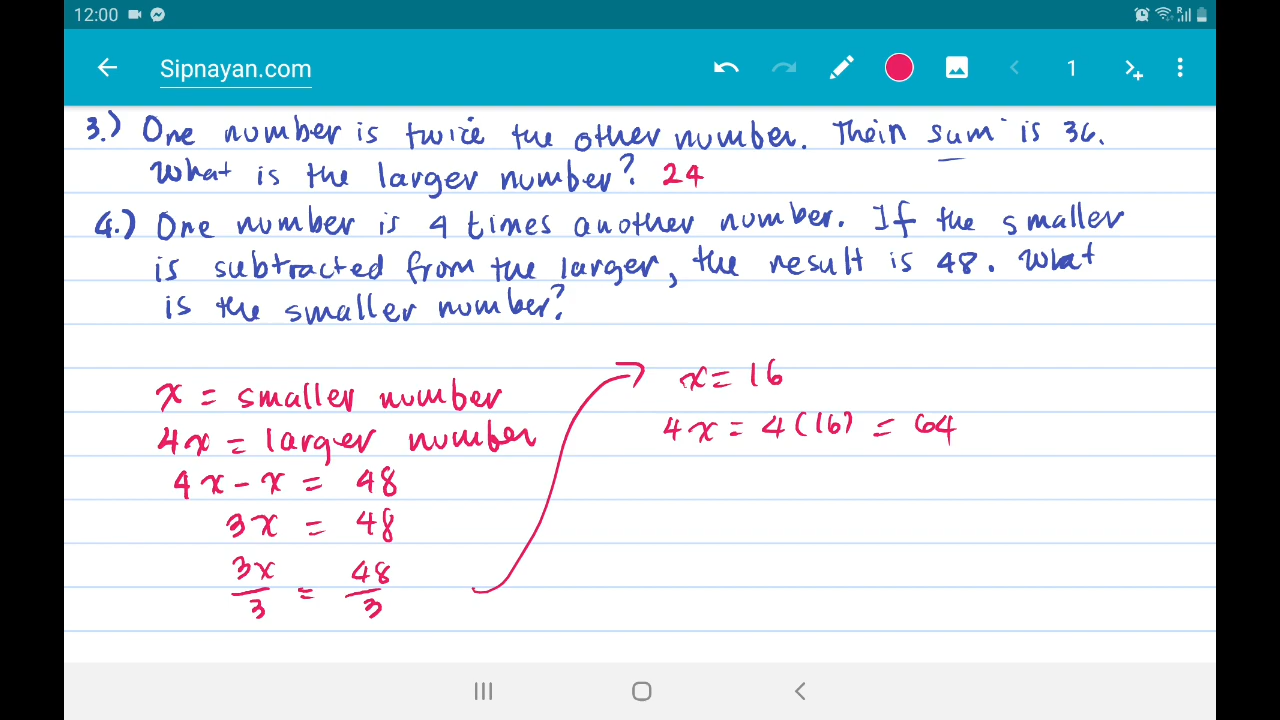 12:00
Sipnayan.com
1
3.) One number is twice the other number. Their sum is 36.
What is the larger number? 24
4.) One number is 4 times another number. If the smaller
is subtracted from the larger, the result is 48. What
is the smaller number?
x = smaller number
4x = larger number
4x - x = 48
3x = 48
3x/3 = 48/3
x = 16
4x = 4(16) = 64